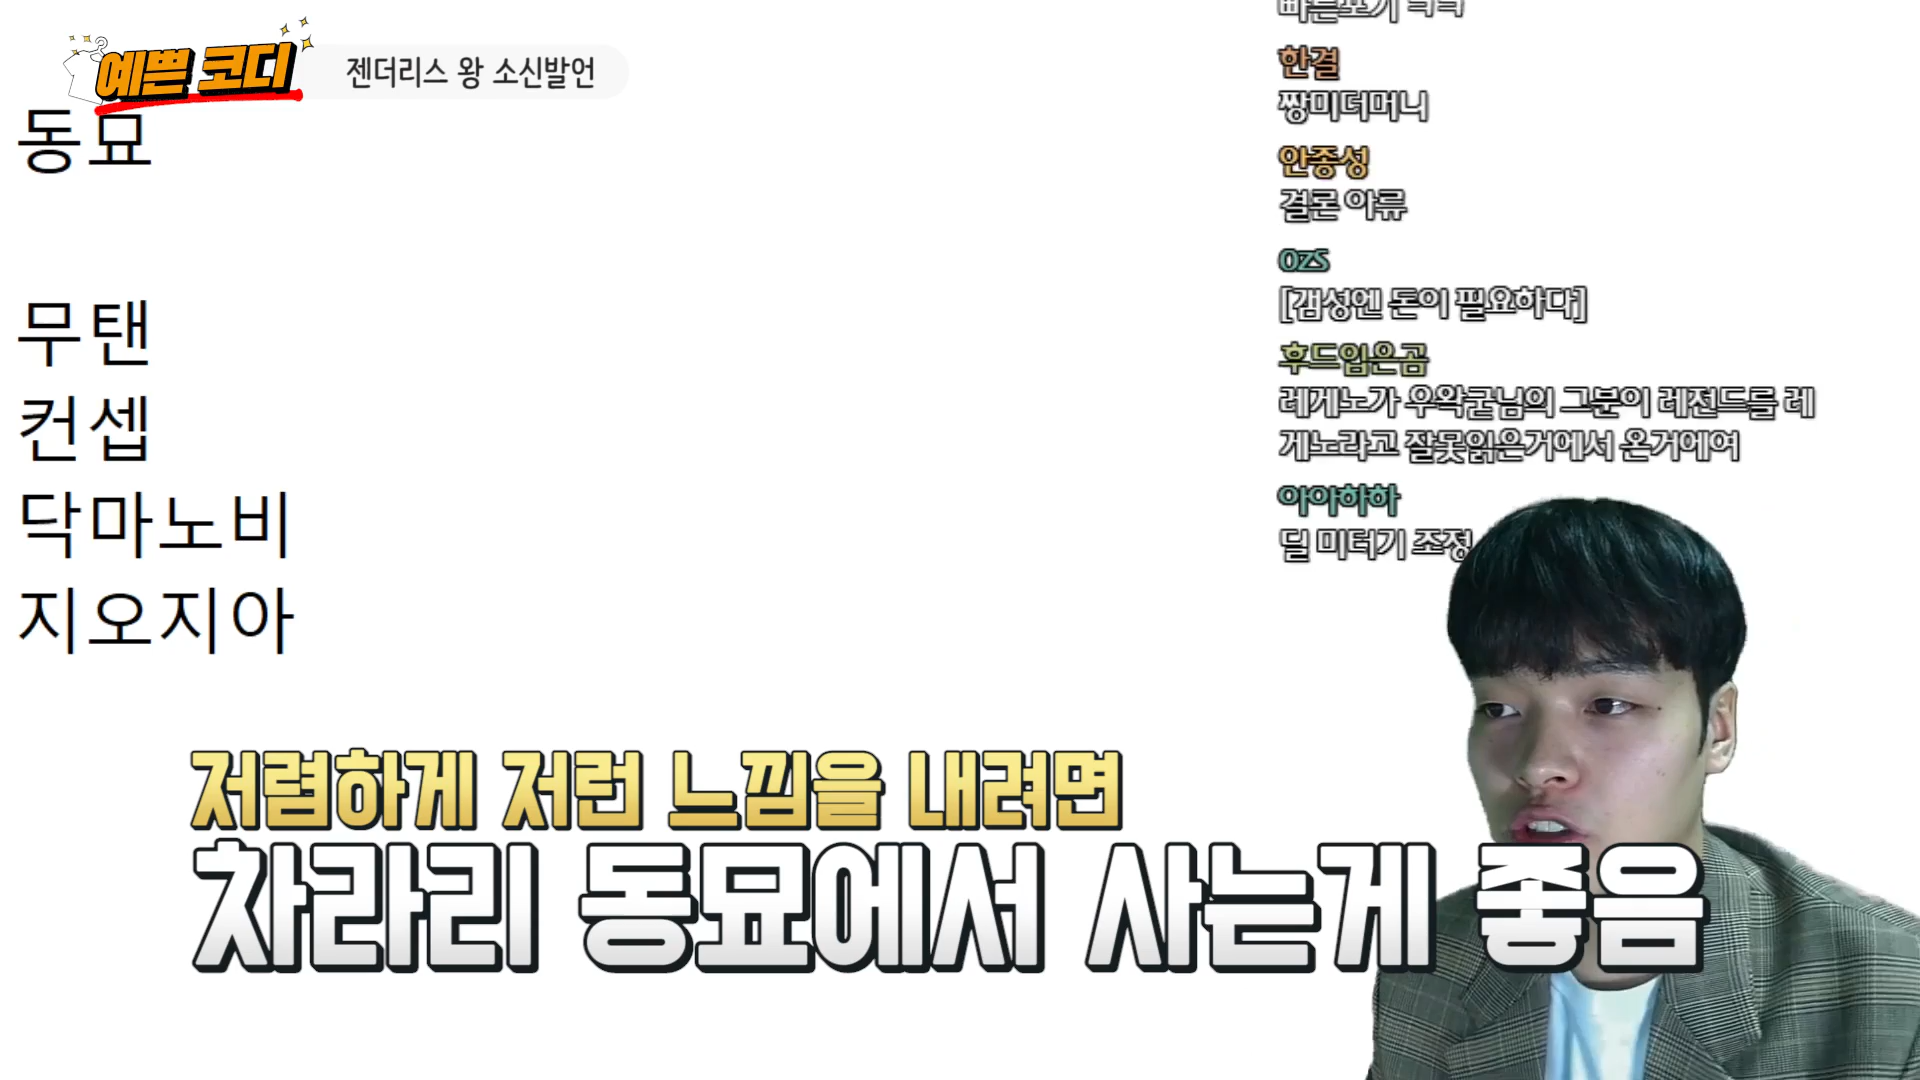 예쁜 코디
젠더리스 왕 소신발언
동묘
무탠
컨셉
닥마노비
지오지아
한결
짱미더머니
안종성
결론 아류
OZS
[갬성엔 돈이 필요하다]
후드입은곰
레게노가 우왁굳님의 그분이 레전드를 레
게노라고 잘못읽은거에서 온거에여
아야하하
딜 미터기 조정
저렴하게 저런 느낌을 내려면
차라리 동묘에서 사는게 좋음